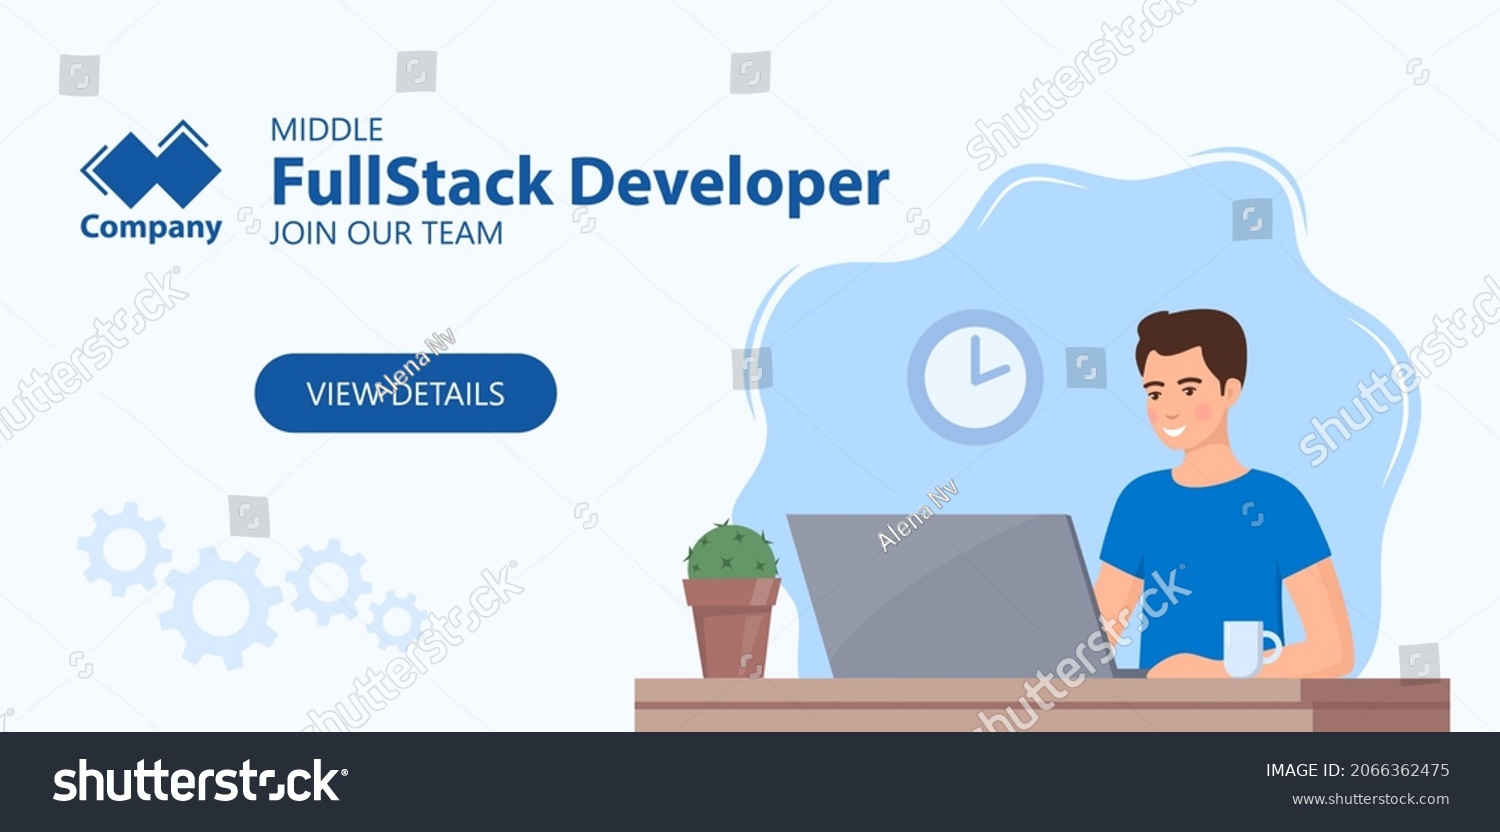 MIDDLE
FullStack Developer
JOIN OUR TEAM
Company
VIEW DETAILS
Alena Nv
Alena Nv
shutterstock
shutterstock
shutterstock
shutterstock
shutterstock
shutterstock®
IMAGE ID: 2066362475
www.shutterstock.com